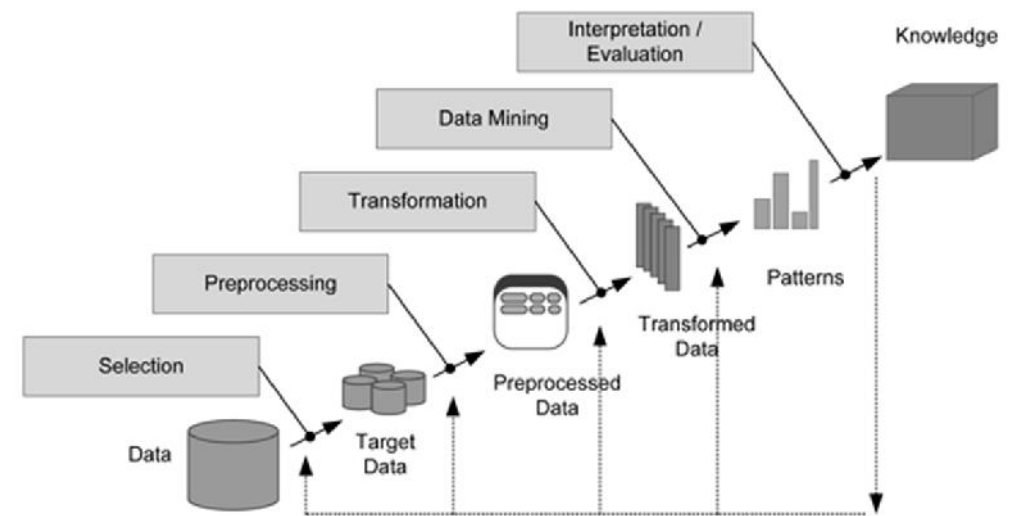 Interpretation /
Evaluation
Knowledge
Data Mining
Transformation
Preprocessing
Patterns
Transformed
Data
Selection
Preprocessed
Data
Target
Data
Data